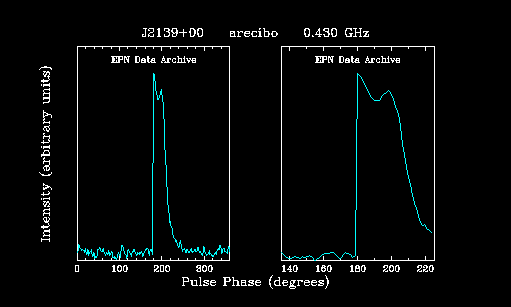 J2139+00 arecibo 0.430 GHz
EPN Data Archive EPN Data Archive
Intensity (arbitrary units)
0 100 200 300 140 160 180 200 220
Pulse Phase (degrees)